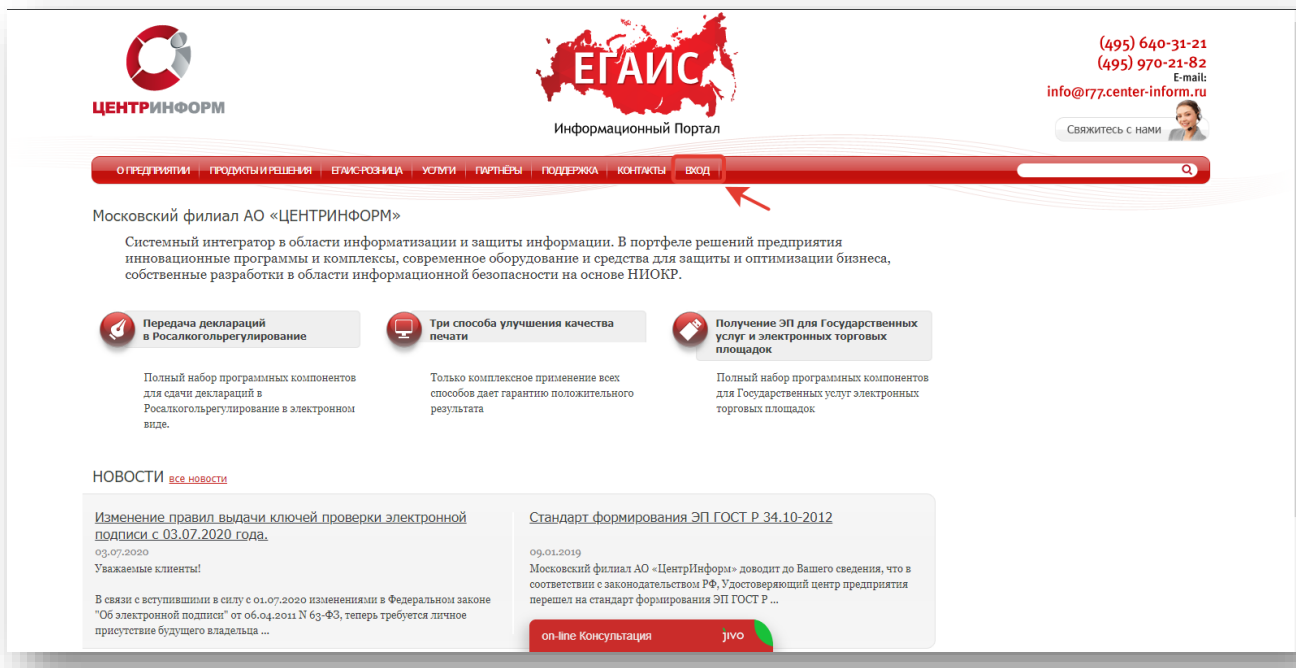 ЦЕНТРИНФОРМ
ЕГАИС
Информационный Портал
(495) 640-31-21
(495) 970-21-82
E-mail:
info@r77.center-inform.ru
Свяжитесь с нами
О ПРЕДПРИЯТИИ ПРОДУКТЫ И РЕШЕНИЯ ЕГАИС-РОЗНИЦА УСЛУГИ ПАРТНЁРЫ ПОДДЕРЖКА КОНТАКТЫ ВХОД
Московский филиал АО «ЦЕНТРИНФОРМ»
Системный интегратор в области информатизации и защиты информации. В портфеле решений предприятия
инновационные программы и комплексы, современное оборудование и средства для защиты и оптимизации бизнеса,
собственные разработки в области информационной безопасности на основе НИОКР.
Передача деклараций
в Росалкогольрегулирование
Полный набор программных компонентов
для сдачи деклараций в
Росалкогольрегулирование в электронном
виде.
Три способа улучшения качества
печати
Только комплексное применение всех
способов дает гарантию положительного
результата
Получение ЭП для Государственных
услуг и электронных торговых
площадок
Полный набор программных компонентов
для Государственных услуг электронных
торговых площадок
НОВОСТИ все новости
Изменение правил выдачи ключей проверки электронной
подписи с 03.07.2020 года.
03.07.2020
Уважаемые клиенты!
В связи с вступившими в силу с 01.07.2020 изменениями в Федеральном законе
"Об электронной подписи" от 06.04.2011 N 63-ФЗ, теперь требуется личное
присутствие будущего владельца ...
Стандарт формирования ЭП ГОСТ Р 34.10-2012
09.01.2019
Московский филиал АО «ЦентрИнформ» доводит до Вашего сведения, что в
соответствии с законодательством РФ, Удостоверяющий центр предприятия
перешел на стандарт формирования ЭП ГОСТ Р ...
on-line Консультация jivo